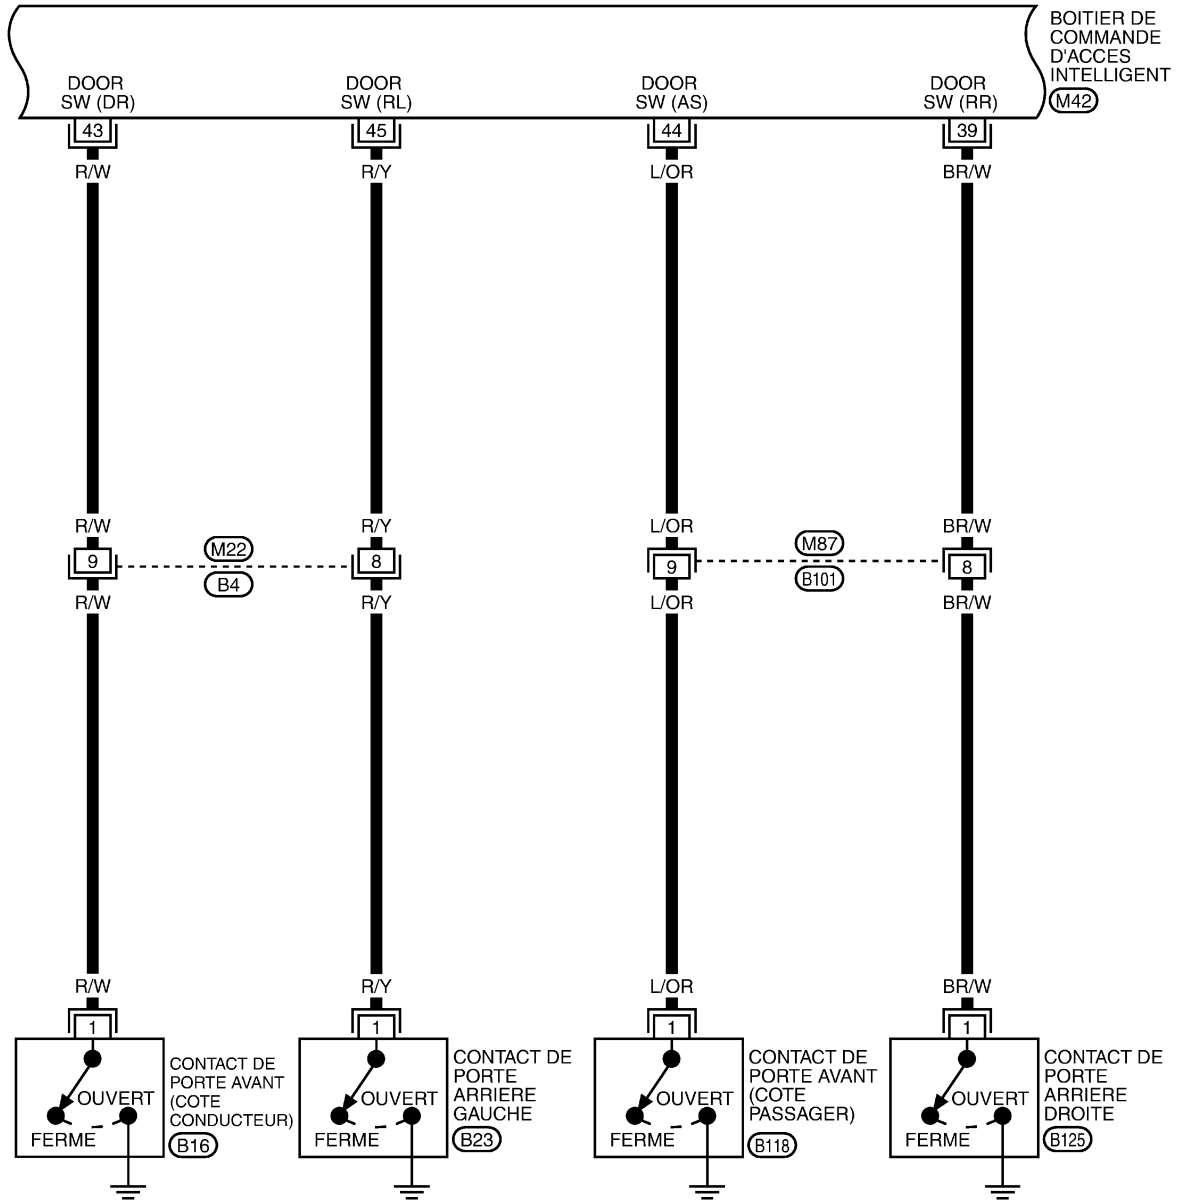 BOITIER DE
COMMANDE
D'ACCES
INTELLIGENT
M42
DOOR
SW (DR)
DOOR
SW (RL)
DOOR
SW (AS)
DOOR
SW (RR)
43
45
44
39
R/W
R/Y
L/OR
BR/W
R/W
R/Y
L/OR
BR/W
9
M22
B4
8
9
M87
B101
8
R/W
R/Y
L/OR
BR/W
R/W
R/Y
L/OR
BR/W
1
1
1
1
OUVERT
FERME
CONTACT DE
PORTE AVANT
(COTE
CONDUCTEUR)
B16
OUVERT
FERME
CONTACT DE
PORTE
ARRIERE
GAUCHE
B23
OUVERT
FERME
CONTACT DE
PORTE AVANT
(COTE
PASSAGER)
B118
OUVERT
FERME
CONTACT DE
PORTE
ARRIERE
DROITE
B125